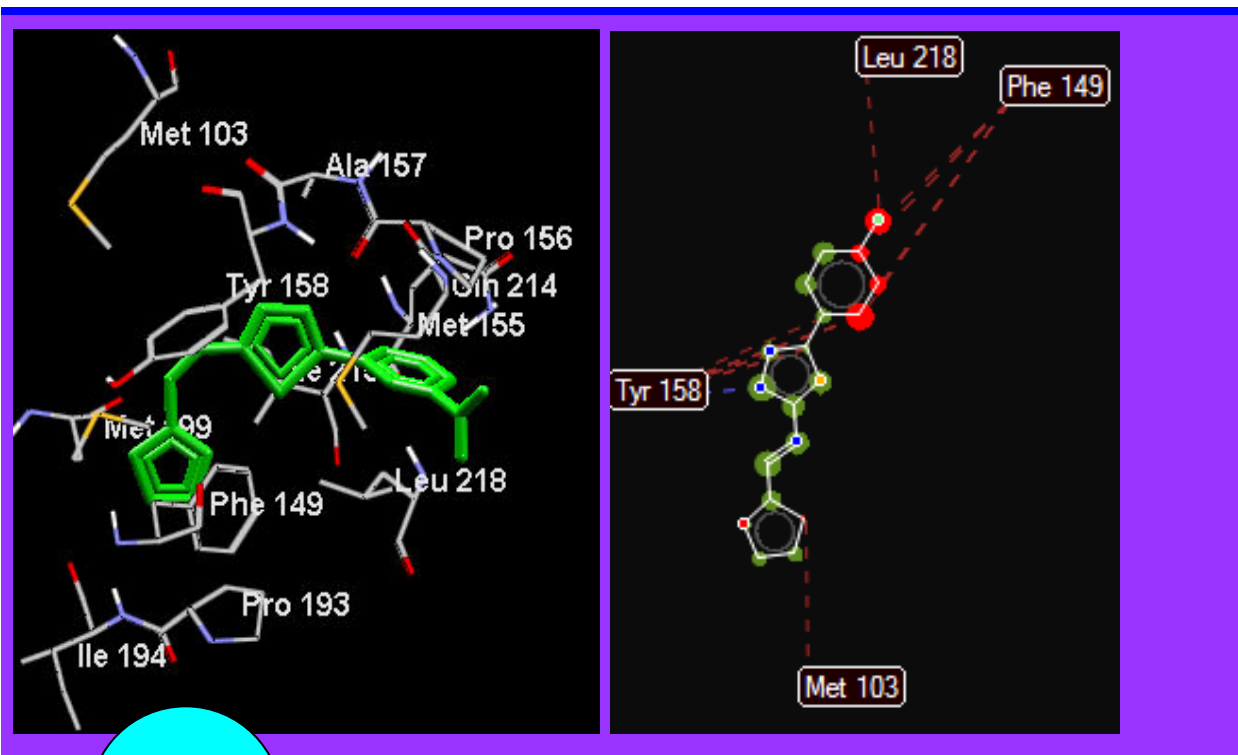 Met 103
Ala 157
Pro 156
Tyr 158
Gln 214
Met 155
Leu 218
Phe 149
Pro 193
Ile 194
Leu 218
Phe 149
Tyr 158
Met 103